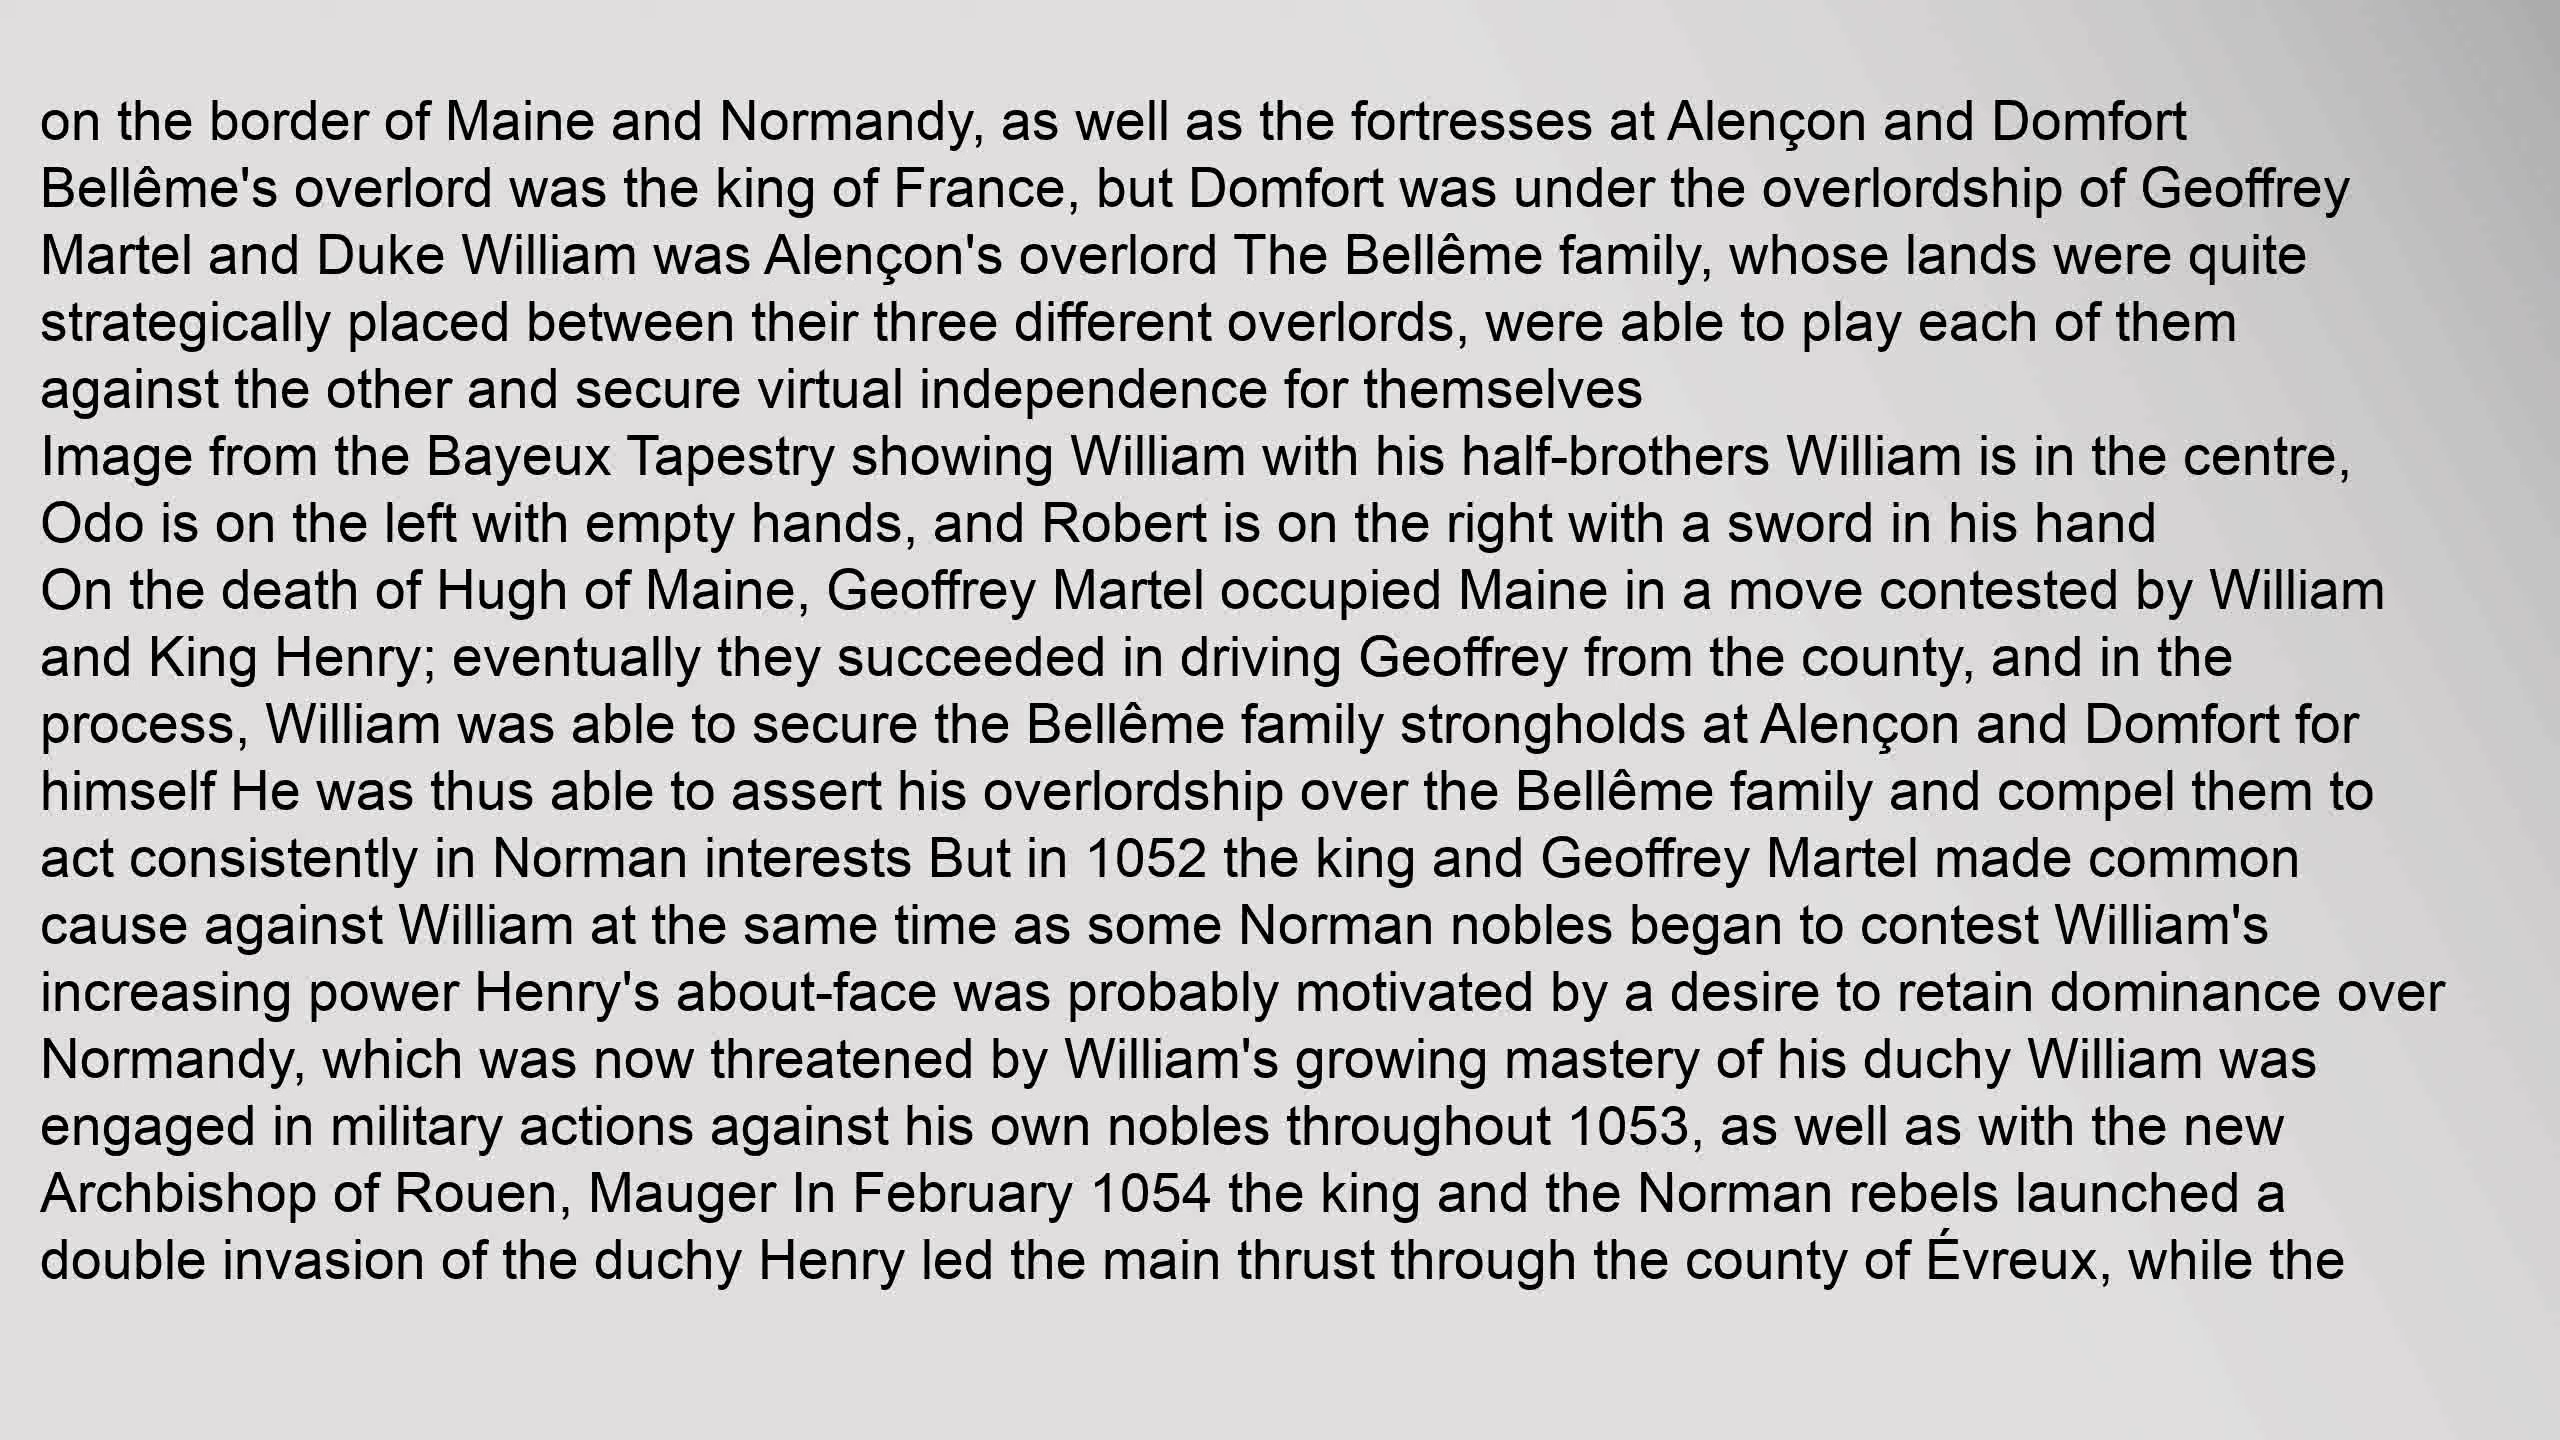 on the border of Maine and Normandy, as well as the fortresses at Alençon and Domfort
Bellême's overlord was the king of France, but Domfort was under the overlordship of Geoffrey
Martel and Duke William was Alençon's overlord The Bellême family, whose lands were quite
strategically placed between their three different overlords, were able to play each of them
against the other and secure virtual independence for themselves
Image from the Bayeux Tapestry showing William with his half-brothers William is in the centre,
Odo is on the left with empty hands, and Robert is on the right with a sword in his hand
On the death of Hugh of Maine, Geoffrey Martel occupied Maine in a move contested by William
and King Henry; eventually they succeeded in driving Geoffrey from the county, and in the
process, William was able to secure the Bellême family strongholds at Alençon and Domfort for
himself He was thus able to assert his overlordship over the Bellême family and compel them to
act consistently in Norman interests But in 1052 the king and Geoffrey Martel made common
cause against William at the same time as some Norman nobles began to contest William's
increasing power Henry's about-face was probably motivated by a desire to retain dominance over
Normandy, which was now threatened by William's growing mastery of his duchy William was
engaged in military actions against his own nobles throughout 1053, as well as with the new
Archbishop of Rouen, Mauger In February 1054 the king and the Norman rebels launched a
double invasion of the duchy Henry led the main thrust through the county of Évreux, while the